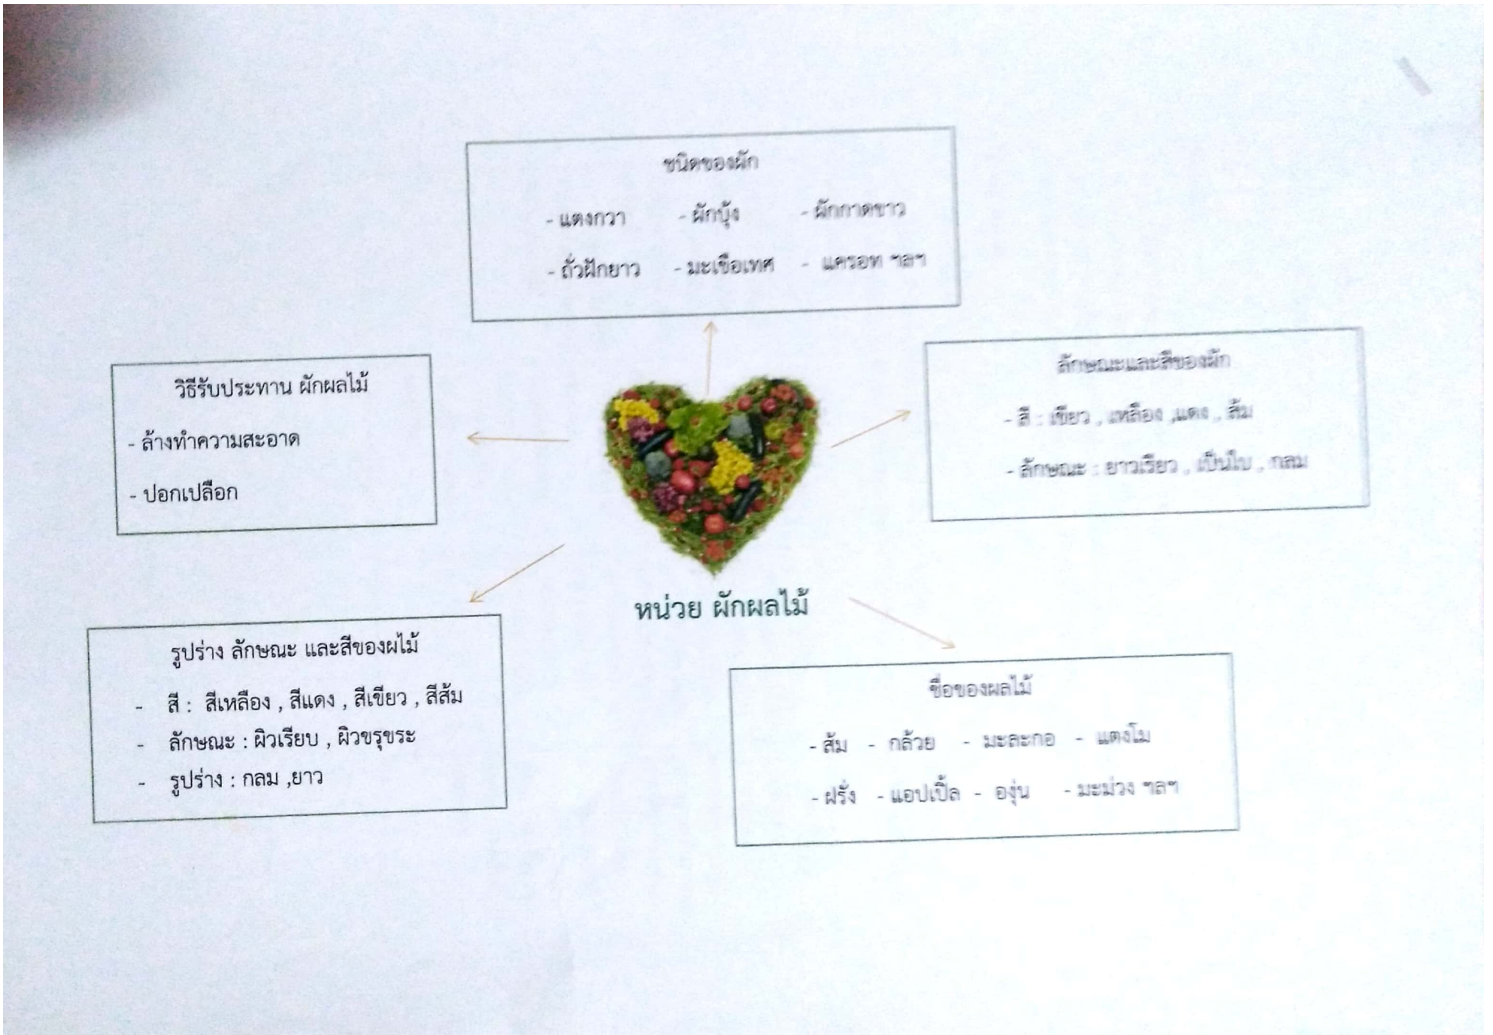 ชนิดของผัก
- แตงกวา - ผักบุ้ง - ผักกาดขาว
- ถั่วฝักยาว - มะเขือเทศ - แครอท ฯลฯ
วิธีรับประทาน ผักผลไม้
- ล้างทำความสะอาด
- ปอกเปลือก
ลักษณะและสีของผัก
- สี : เขียว , เหลือง ,แดง , ส้ม
- ลักษณะ : ยาวเรียว , เป็นใบ , กลม
หน่วย ผักผลไม้
รูปร่าง ลักษณะ และสีของผไม้
- สี : สีเหลือง , สีแดง , สีเขียว , สีส้ม
- ลักษณะ : ผิวเรียบ , ผิวขรุขระ
- รูปร่าง : กลม ,ยาว
ชื่อของผลไม้
- ส้ม - กล้วย - มะละกอ - แตงโม
- ฝรั่ง - แอปเปิ้ล - องุ่น - มะม่วง ฯลฯ